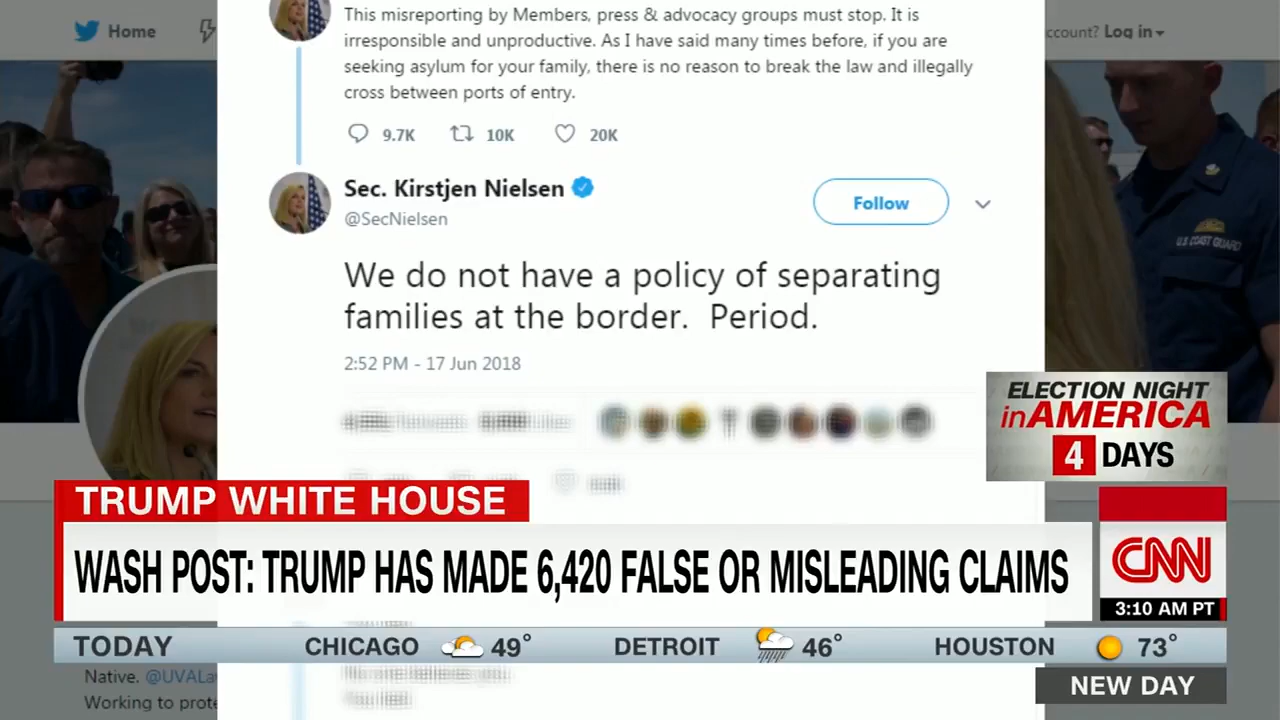 Home
This misreporting by Members, press & advocacy groups must stop. It is
irresponsible and unproductive. As I have said many times before, if you are
seeking asylum for your family, there is no reason to break the law and illegally
cross between ports of entry.
9.7K 10K 20K
ccount? Log in
Sec. Kirstjen Nielsen
@SecNielsen
Follow
We do not have a policy of separating
families at the border. Period.
2:52 PM - 17 Jun 2018
U.S. COAST GUARD
ELECTION NIGHT
in AMERICA
4 DAYS
TRUMP WHITE HOUSE
WASH POST: TRUMP HAS MADE 6,420 FALSE OR MISLEADING CLAIMS
CNN
3:10 AM PT
TODAY CHICAGO 49° DETROIT 46° HOUSTON 73°
Native. @UVALa
Working to prote
NEW DAY